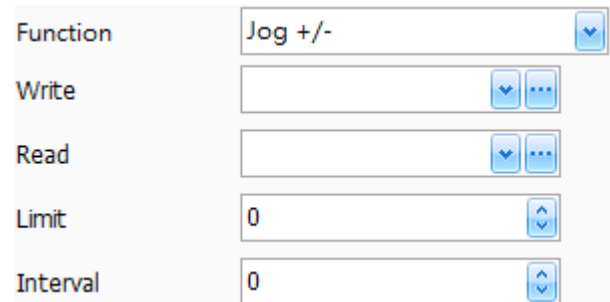 Function Jog +/-
Write
Read
Limit 0
Interval 0